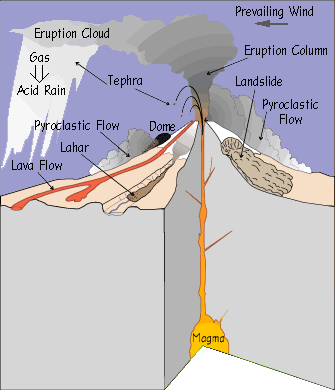 Prevailing Wind
Eruption Cloud
Eruption Column
Gas
Acid Rain
Tephra
Landslide
Pyroclastic
Flow
Pyroclastic Flow
Dome
Lahar
Lava Flow
Magma